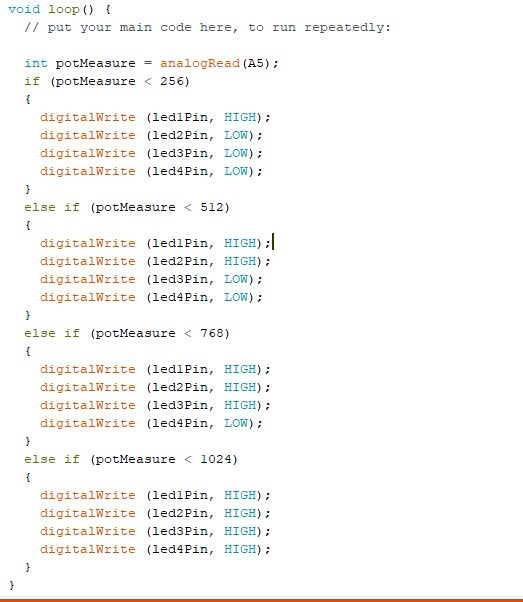 void loop() {
  // put your main code here, to run repeatedly:

  int potMeasure = analogRead(A5);
  if (potMeasure < 256)
  {
    digitalWrite (led1Pin, HIGH);
    digitalWrite (led2Pin, LOW);
    digitalWrite (led3Pin, LOW);
    digitalWrite (led4Pin, LOW);
  }
  else if (potMeasure < 512)
  {
    digitalWrite (led1Pin, HIGH);
    digitalWrite (led2Pin, HIGH);
    digitalWrite (led3Pin, LOW);
    digitalWrite (led4Pin, LOW);
  }
  else if (potMeasure < 768)
  {
    digitalWrite (led1Pin, HIGH);
    digitalWrite (led2Pin, HIGH);
    digitalWrite (led3Pin, HIGH);
    digitalWrite (led4Pin, LOW);
  }
  else if (potMeasure < 1024)
  {
    digitalWrite (led1Pin, HIGH);
    digitalWrite (led2Pin, HIGH);
    digitalWrite (led3Pin, HIGH);
    digitalWrite (led4Pin, HIGH);
  }
}